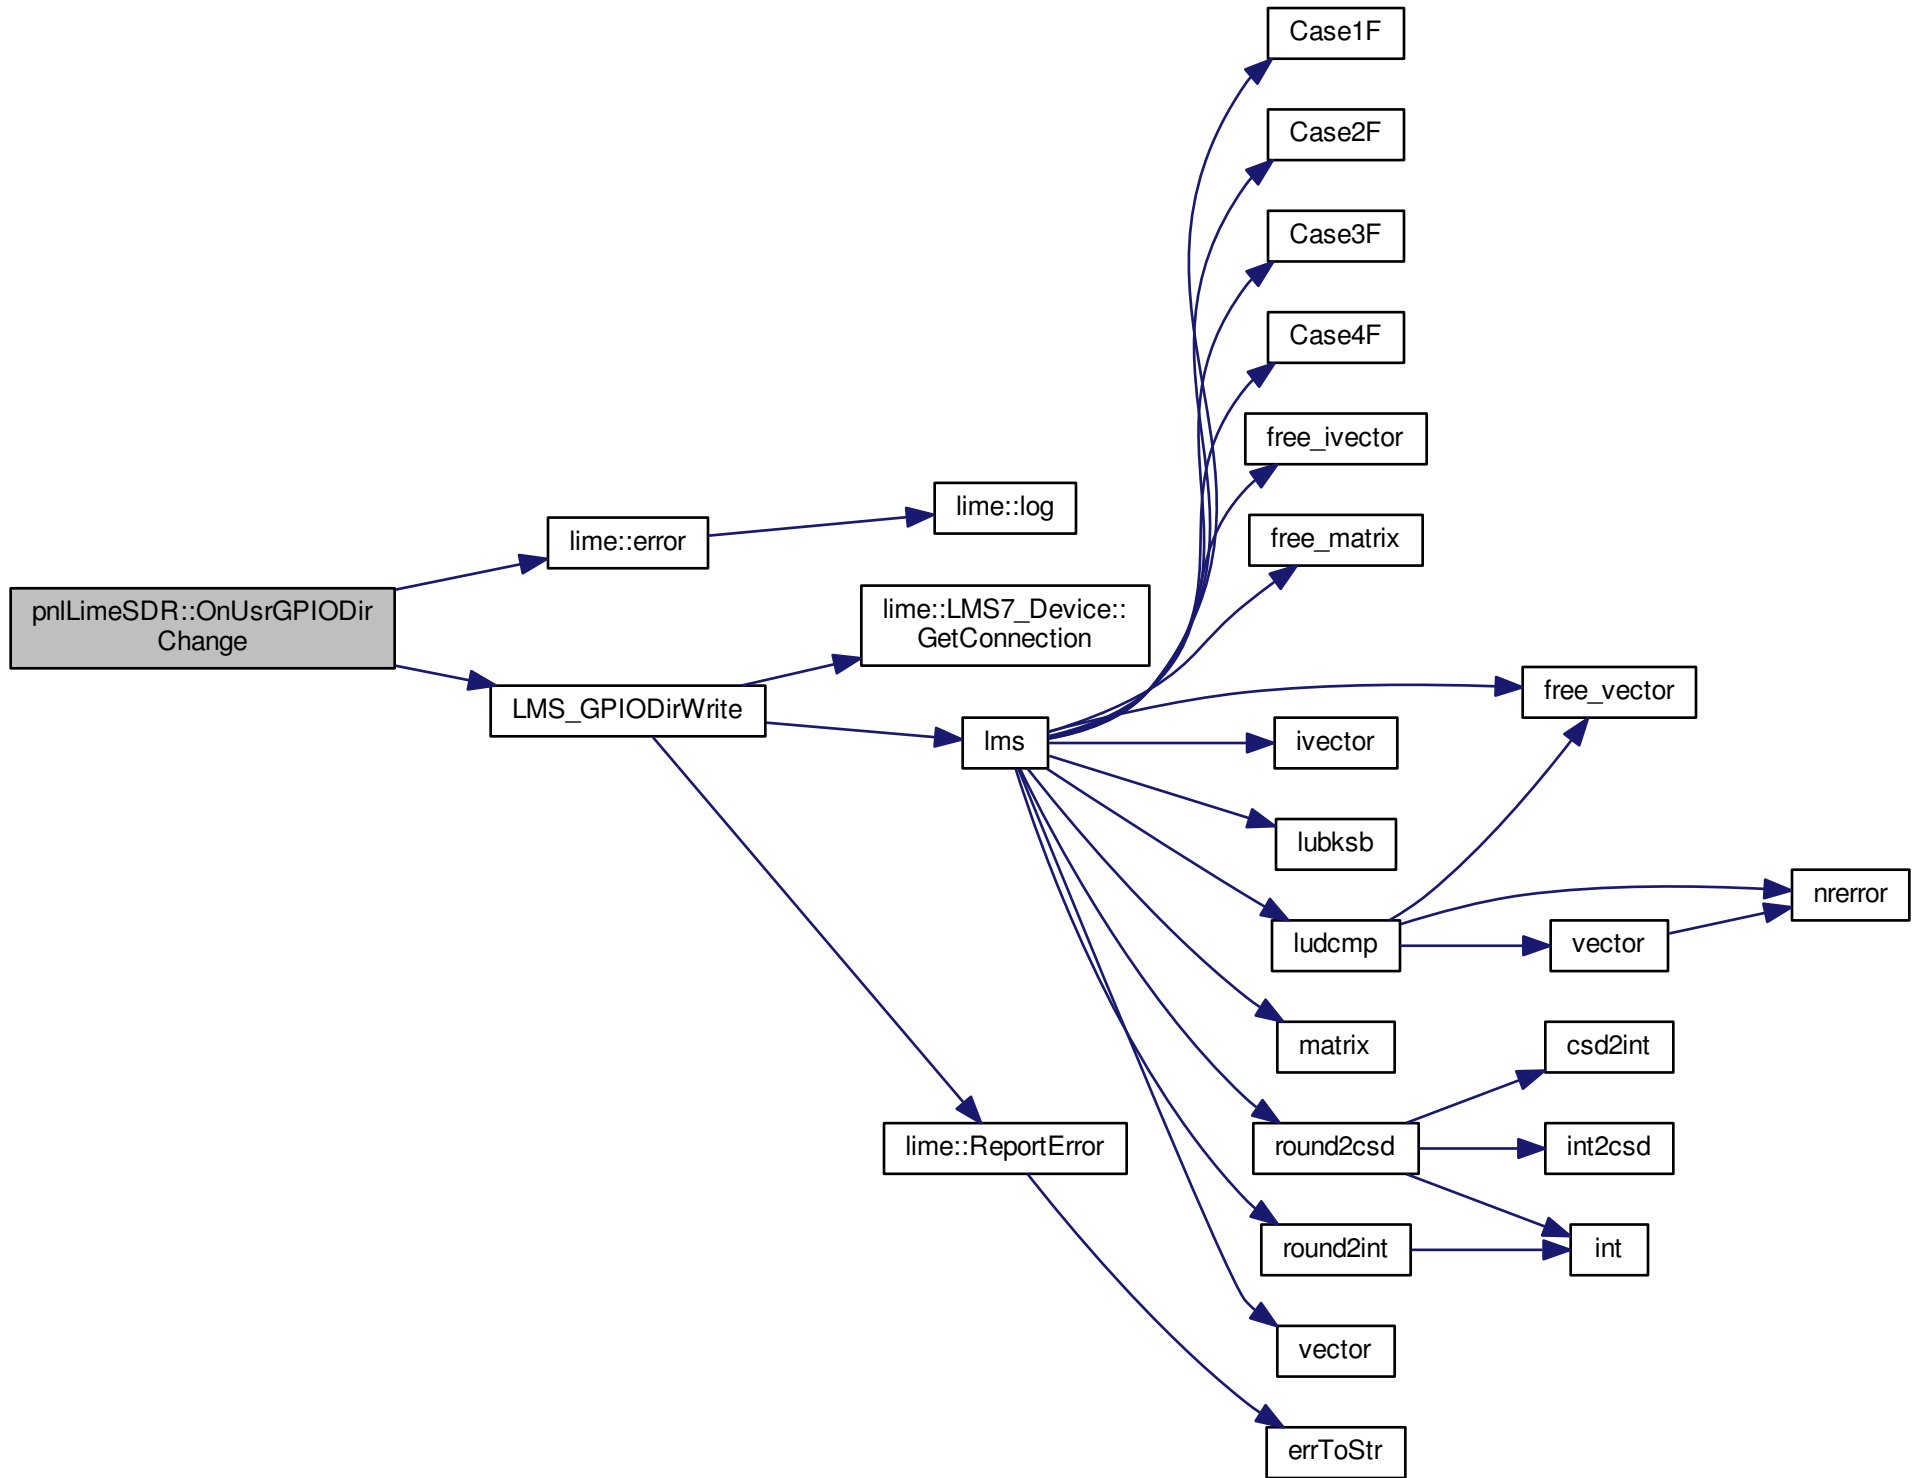 Case1F
Case2F
Case3F
Case4F
free_ivector
lime::log
lime::error
free_matrix
pnlLimeSDR::OnUsrGPIODir
Change
lime::LMS7_Device::
GetConnection
free_vector
LMS_GPIODirWrite
lms
ivector
lubksb
nrerror
ludcmp
vector
matrix
csd2int
lime::ReportError
round2csd
int2csd
round2int
int
vector
errToStr